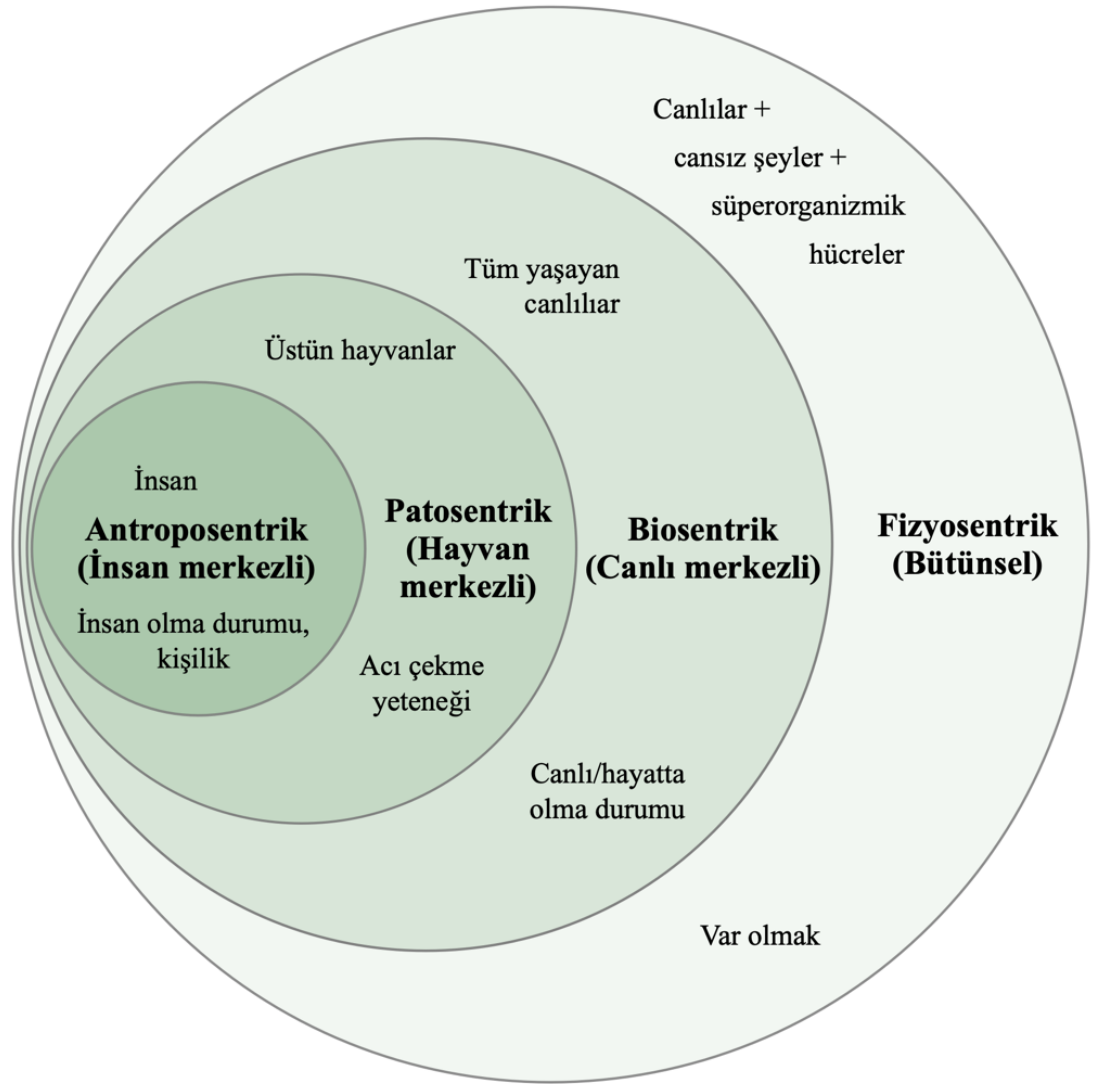 Canlılar +
cansız şeyler +
süperorganizmik
hücreler
Tüm yaşayan
canlılıar
Üstün hayvanlar
İnsan
Antroposentrik
(İnsan merkezli)
İnsan olma durumu,
kişilik
Patosentrik
(Hayvan
merkezli)
Acı çekme
yeteneği
Biosentrik
(Canlı merkezli)
Canlı/hayatta
olma durumu
Fizyosentrik
(Bütünsel)
Var olmak